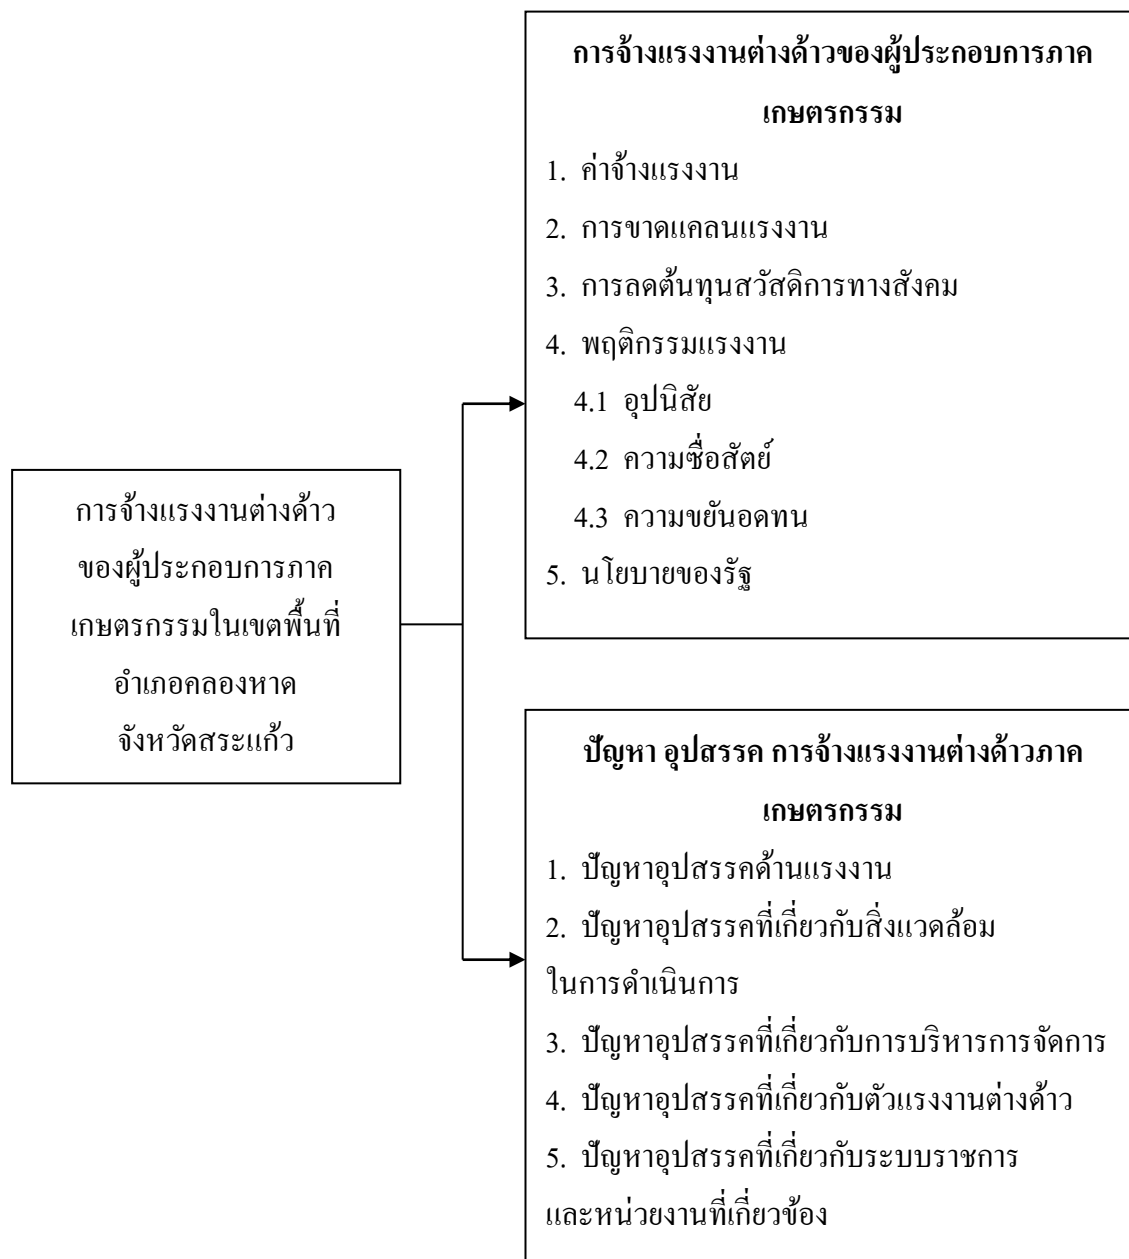 การจ้างแรงงานต่างด้าวของผู้ประกอบการภาค
เกษตรกรรม
1. ค่าจ้างแรงงาน
2. การขาดแคลนแรงงาน
3. การลดต้นทุนสวัสดิการทางสังคม
4. พฤติกรรมแรงงาน
4.1 อุปนิสัย
4.2 ความซื่อสัตย์
4.3 ความขยันอดทน
5. นโยบายของรัฐ
การจ้างแรงงานต่างด้าว
ของผู้ประกอบการภาค
เกษตรกรรมในเขตพื้นที่
อำเภอคลองหาด
จังหวัดสระแก้ว
ปัญหา อุปสรรค การจ้างแรงงานต่างด้าวภาค
เกษตรกรรม
1. ปัญหาอุปสรรคด้านแรงงาน
2. ปัญหาอุปสรรคที่เกี่ยวกับสิ่งแวดล้อม
ในการดำเนินการ
3. ปัญหาอุปสรรคที่เกี่ยวกับการบริหารการจัดการ
4. ปัญหาอุปสรรคที่เกี่ยวกับตัวแรงงานต่างด้าว
5. ปัญหาอุปสรรคที่เกี่ยวกับระบบราชการ
และหน่วยงานที่เกี่ยวข้อง